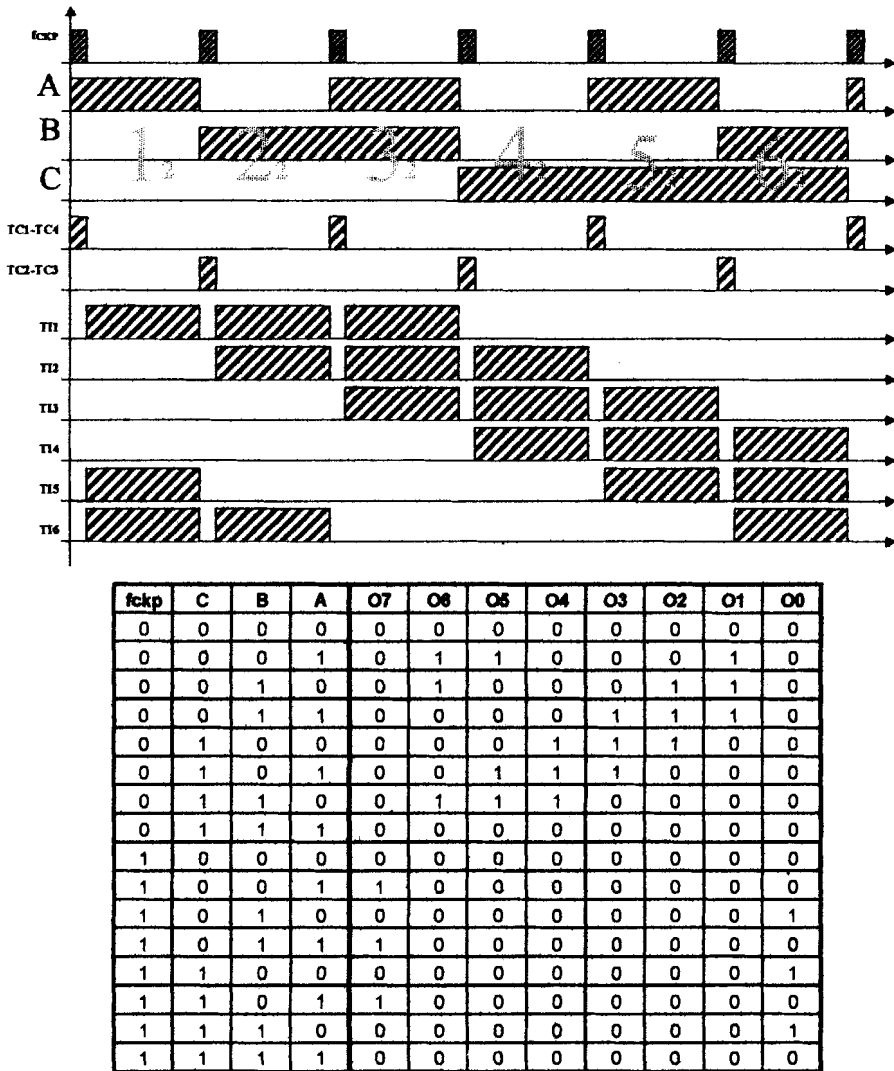 fCKP
A
B
1₂ 2₂ 3₂ 4₂ 5₂ 6₂
C
TC1-TC4
TC2-TC3
TI1
TI2
TI3
TI4
TI5
TI6
fckp C B A O7 O6 O5 O4 O3 O2 O1 O0
0 0 0 0 0 0 0 0 0 0 0 0
0 0 0 1 0 1 1 0 0 0 1 0
0 0 1 0 0 1 0 0 0 1 1 0
0 0 1 1 0 0 0 0 1 1 1 0
0 1 0 0 0 0 0 1 1 1 0 0
0 1 0 1 0 0 1 1 1 0 0 0
0 1 1 0 0 1 1 1 0 0 0 0
0 1 1 1 0 0 0 0 0 0 0 0
1 0 0 0 0 0 0 0 0 0 0 0
1 0 0 1 1 0 0 0 0 0 0 0
1 0 1 0 0 0 0 0 0 0 0 1
1 0 1 1 1 0 0 0 0 0 0 0
1 1 0 0 0 0 0 0 0 0 0 1
1 1 0 1 1 0 0 0 0 0 0 0
1 1 1 0 0 0 0 0 0 0 0 1
1 1 1 1 0 0 0 0 0 0 0 0